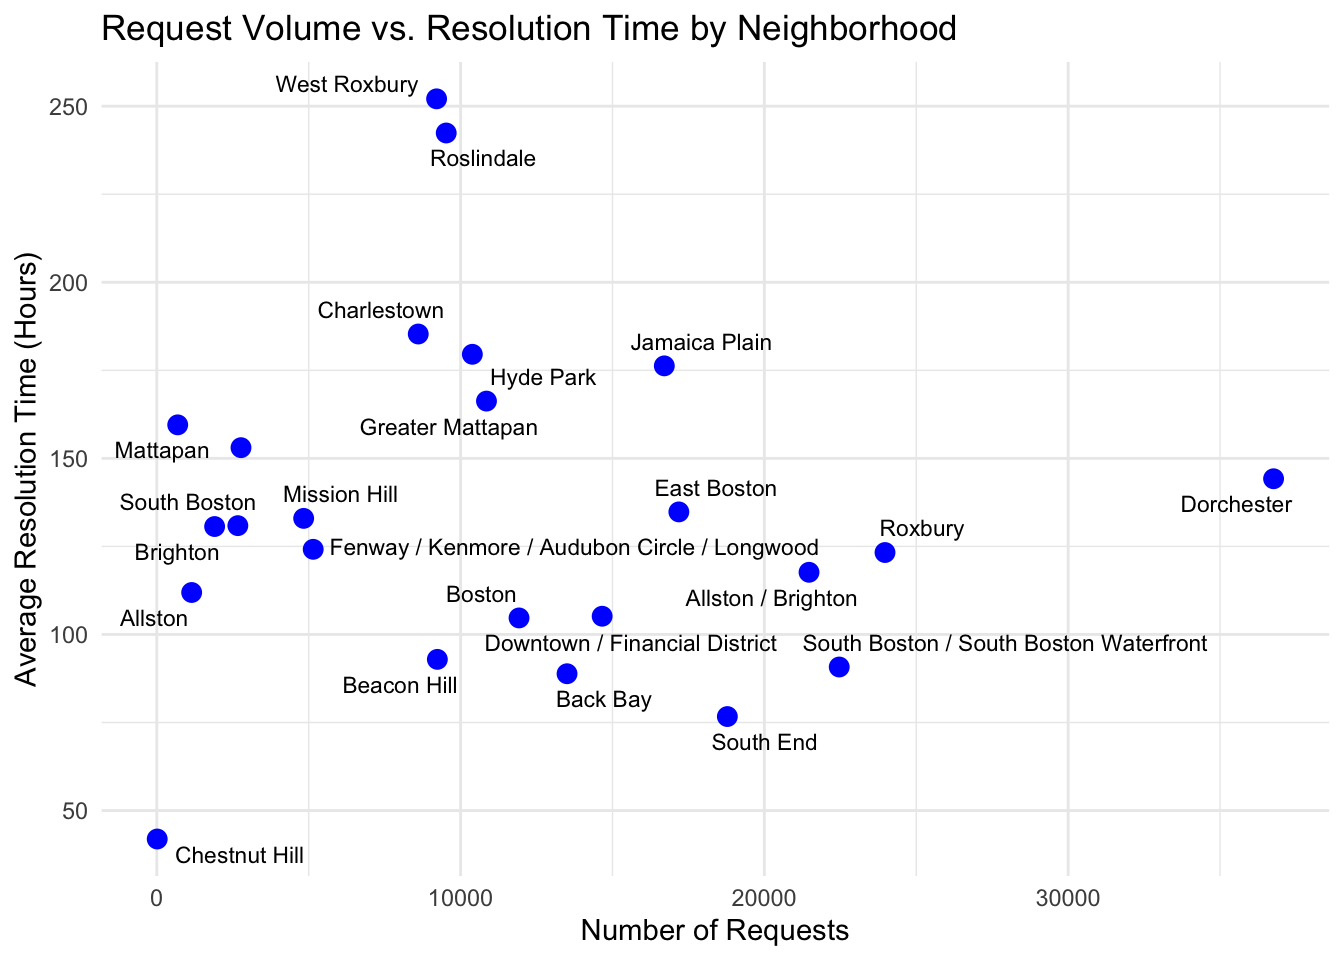 Request Volume vs. Resolution Time by Neighborhood
West Roxbury
Roslindale
Charlestown
Jamaica Plain
Hyde Park
Greater Mattapan
Mattapan
East Boston
Mission Hill
South Boston
Dorchester
Roxbury
Fenway / Kenmore / Audubon Circle / Longwood
Brighton
Boston
Allston / Brighton
Allston
Downtown / Financial District
South Boston / South Boston Waterfront
Beacon Hill
Back Bay
South End
Chestnut Hill
250
200
150
100
50
Average Resolution Time (Hours)
0
10000
20000
30000
Number of Requests